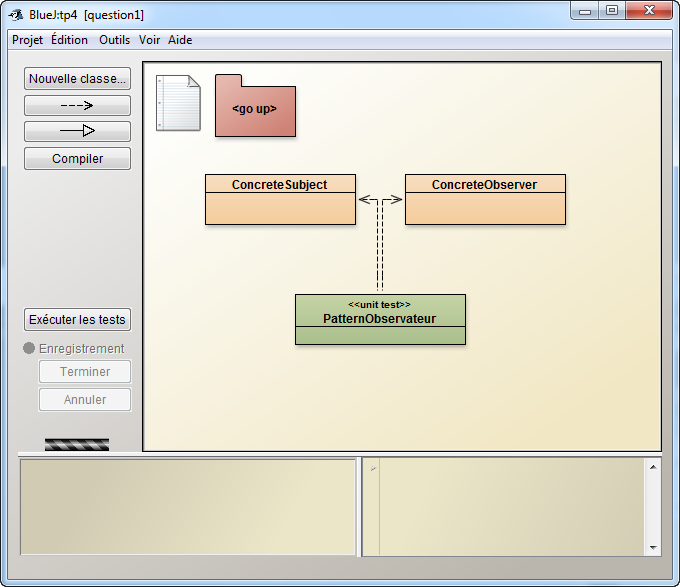 BlueJ:tp4 [question1]
Projet Édition Outils Voir Aide
Nouvelle classe...
<go up>
Compiler
ConcreteSubject
ConcreteObserver
<<unit test>>
PatternObservateur
Exécuter les tests
Enregistrement
Terminer
Annuler